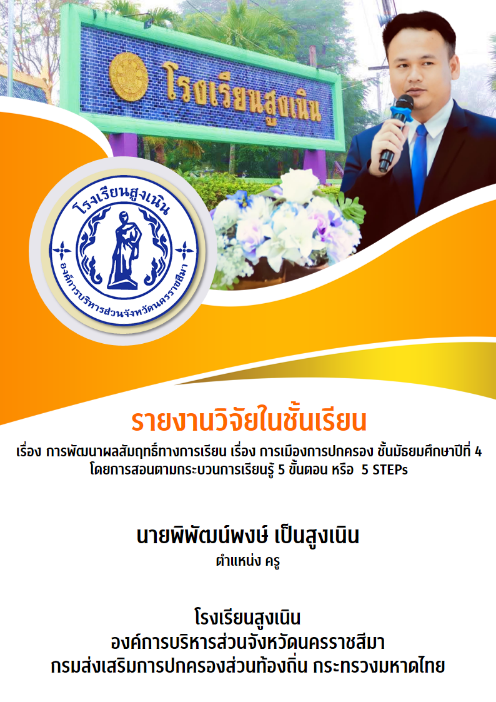 โรงเรียนสูงเนิน
โรงเรียนสูงเนิน
องค์การบริหารส่วนจังหวัดนครราชสีมา
รายงานวิจัยในชั้นเรียน
เรื่อง การพัฒนาผลสัมฤทธิ์ทางการเรียน เรื่อง การเมืองการปกครอง ชั้นมัธยมศึกษาปีที่ 4
โดยการสอนตามกระบวนการเรียนรู้ 5 ขั้นตอน หรือ 5 STEPs
นายพิพัฒน์พงษ์ เป็นสูงเนิน
ตำแหน่ง ครู
โรงเรียนสูงเนิน
องค์การบริหารส่วนจังหวัดนครราชสีมา
กรมส่งเสริมการปกครองส่วนท้องถิ่น กระทรวงมหาดไทย